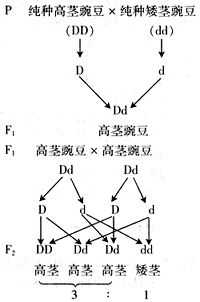 P 纯种高茎豌豆 × 纯种矮茎豌豆
(DD) (dd)
D d
Dd
F₁ 高茎豌豆
F₁ 高茎豌豆 × 高茎豌豆
Dd Dd
D d D d
F₂ DD Dd Dd dd
高茎 高茎 高茎 矮茎
3 : 1